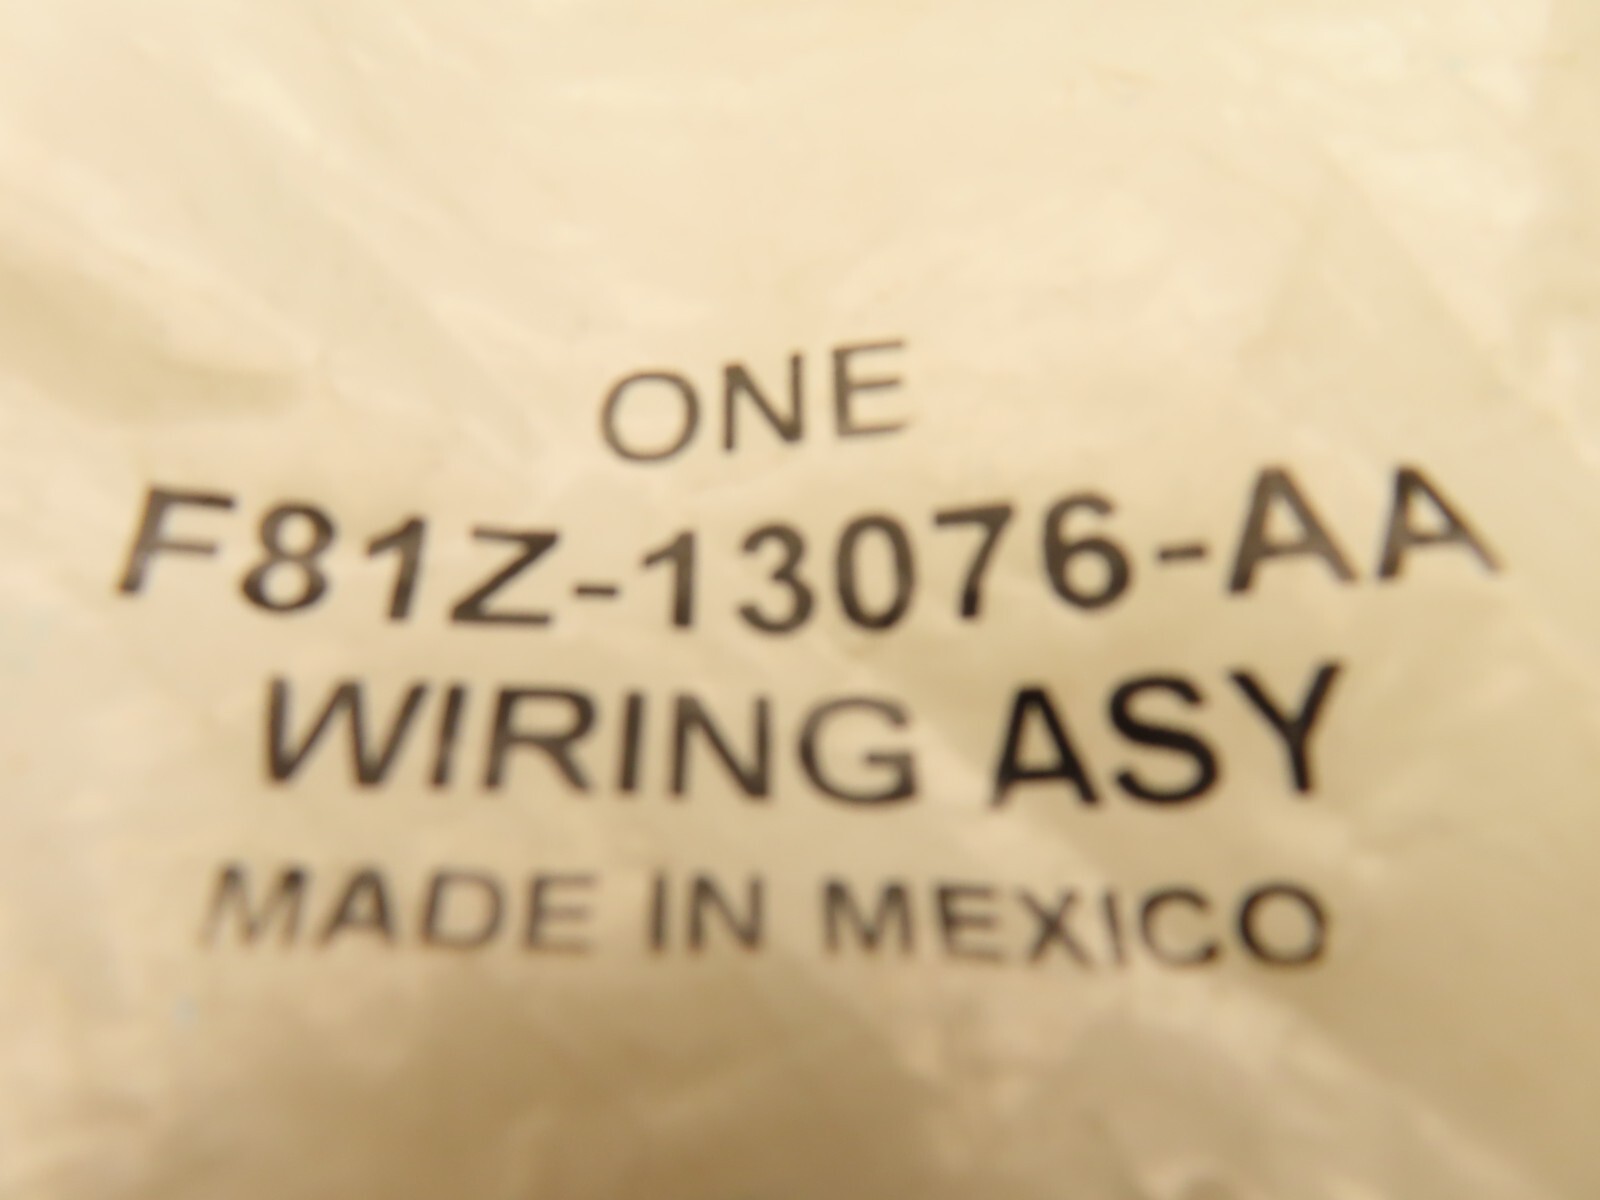 ONE
F81Z-13076-AA
WIRING ASY
MADE IN MEXICO